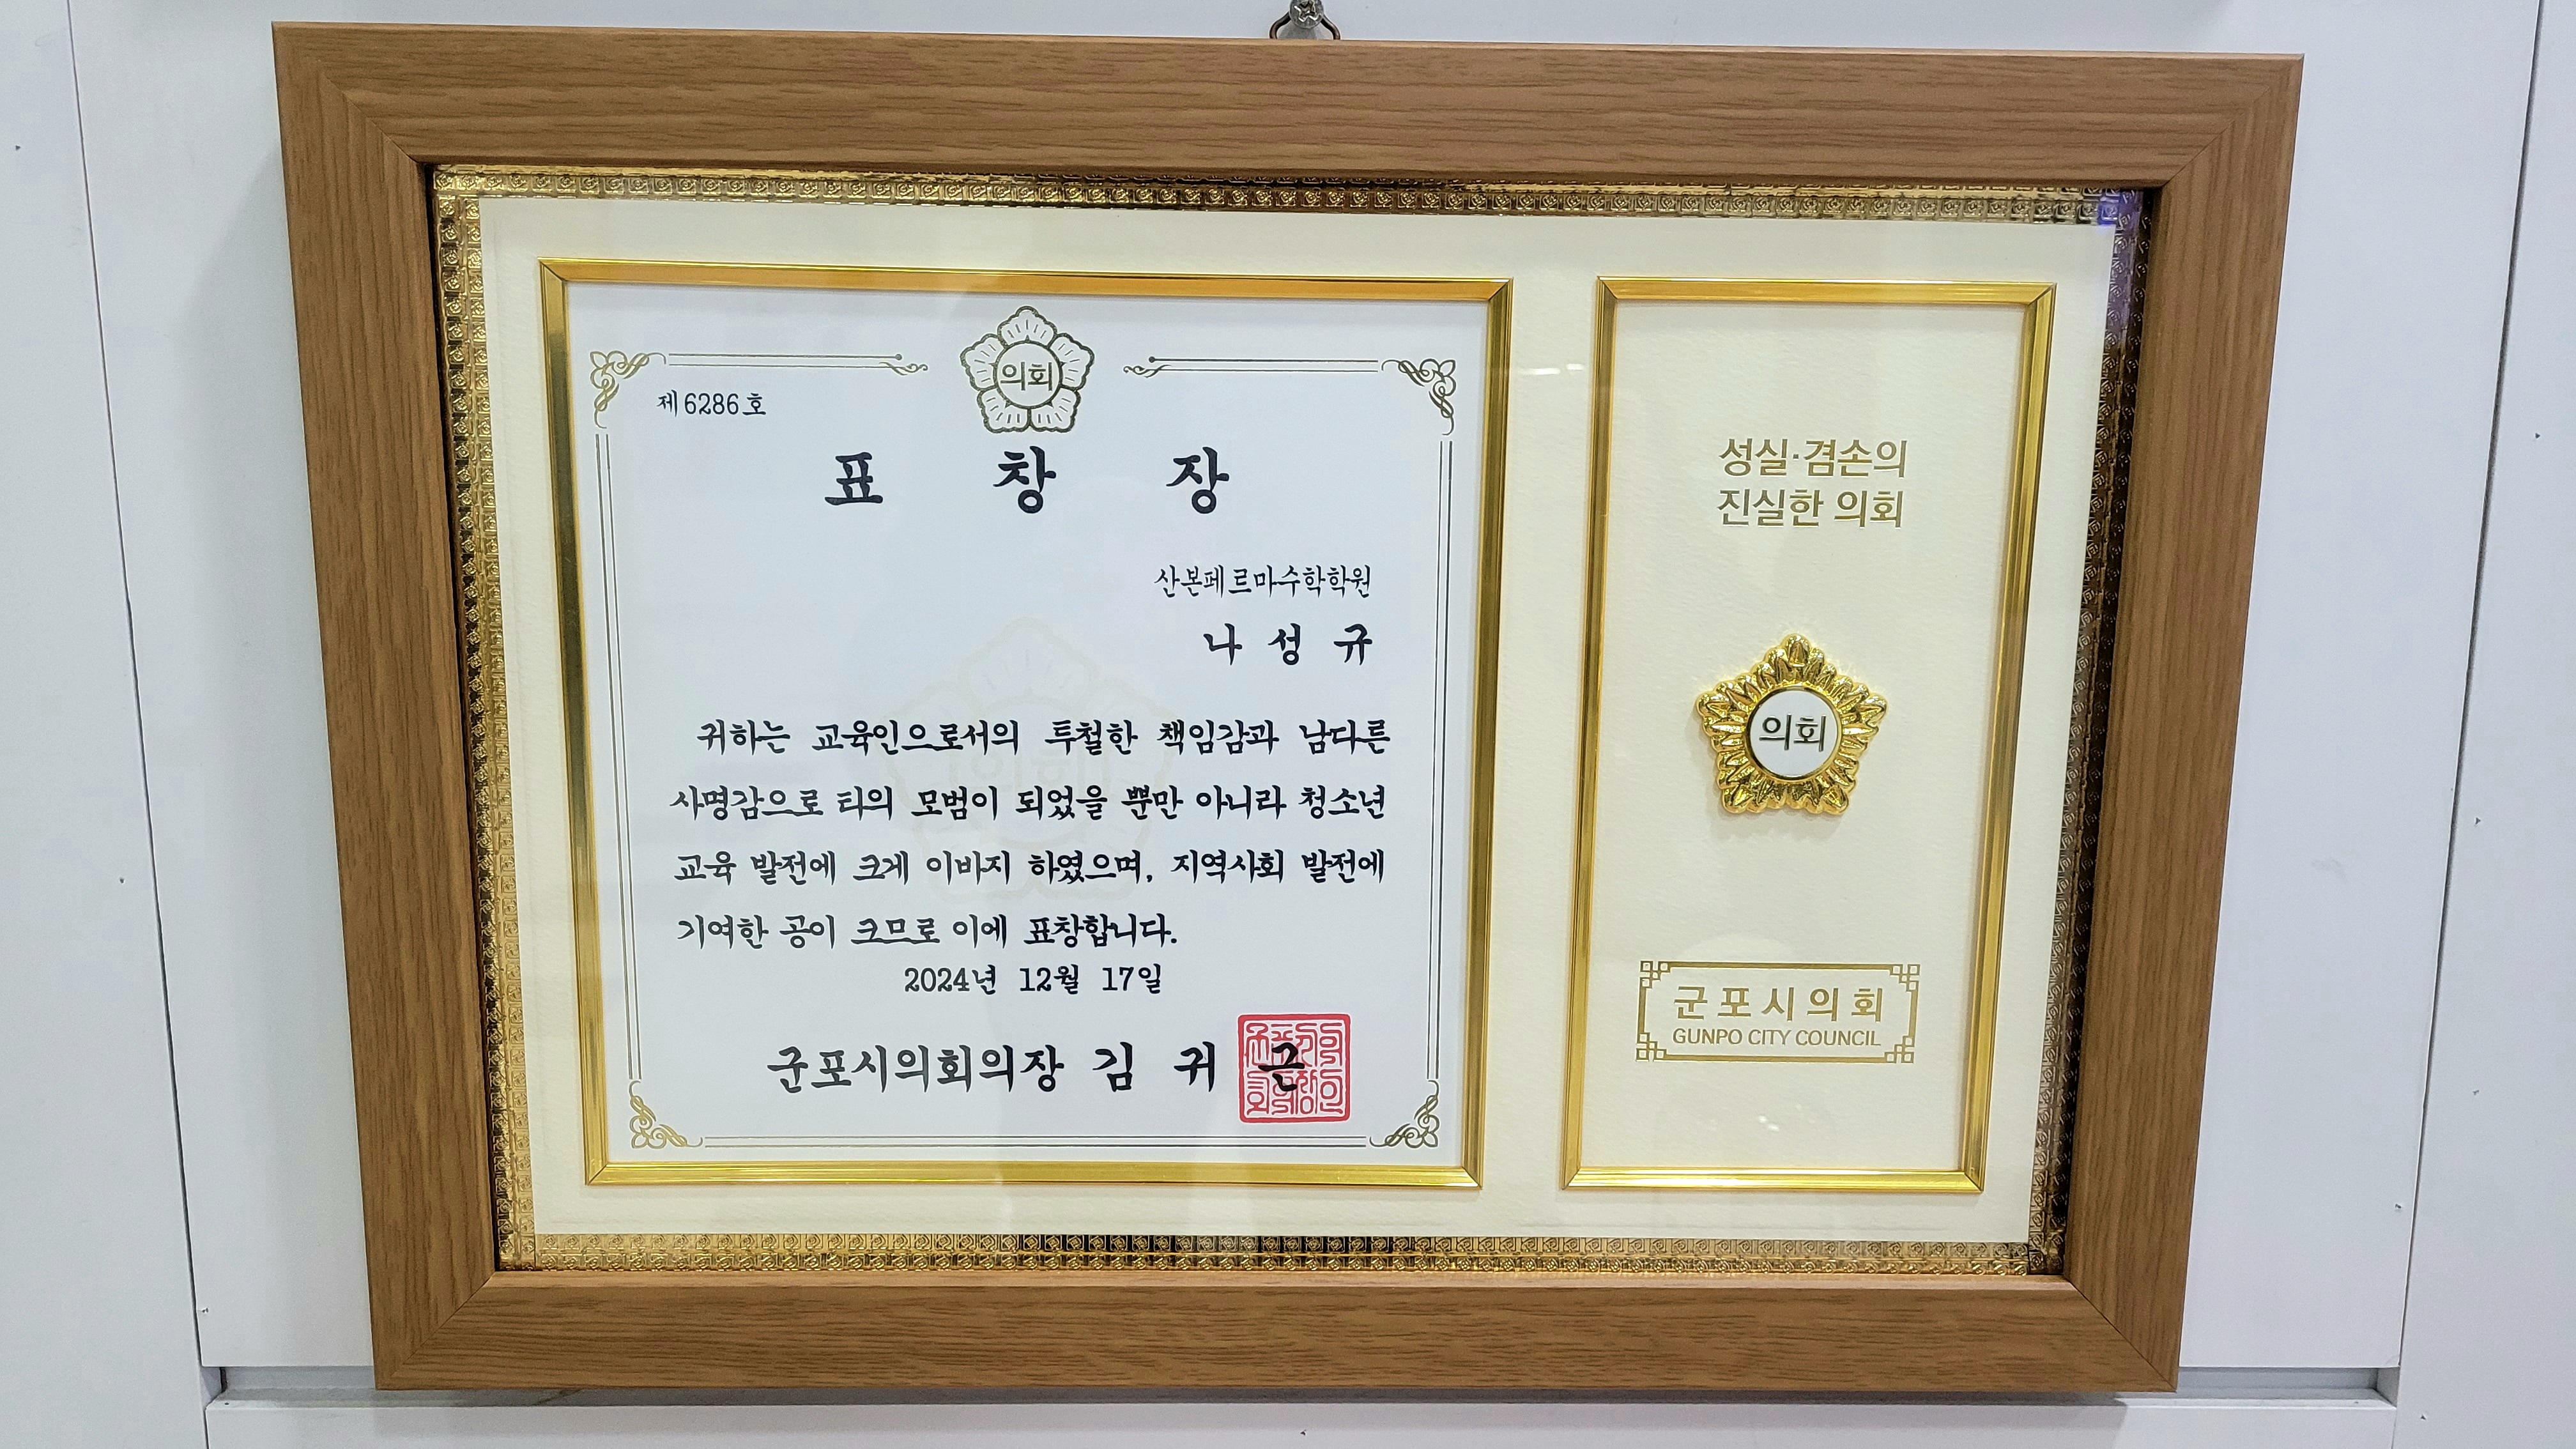 의회
제6286호
표 창 장
산본페르마수학학원
나 성 규
귀하는 교육인으로서의 투철한 책임감과 남다른
사명감으로 타의 모범이 되었을 뿐만 아니라 청소년
교육 발전에 크게 이바지 하였으며, 지역사회 발전에
기여한 공이 크므로 이에 표창합니다.
2024년 12월 17일
군포시의회의장 김 귀 근
성실·겸손의
진실한 의회
의회
군포시의회
GUNPO CITY COUNCIL